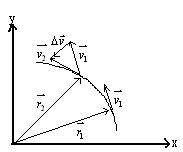 y
Δv⃗
v⃗₂ v⃗₁
r⃗₂ v⃗₁
r⃗₁
x